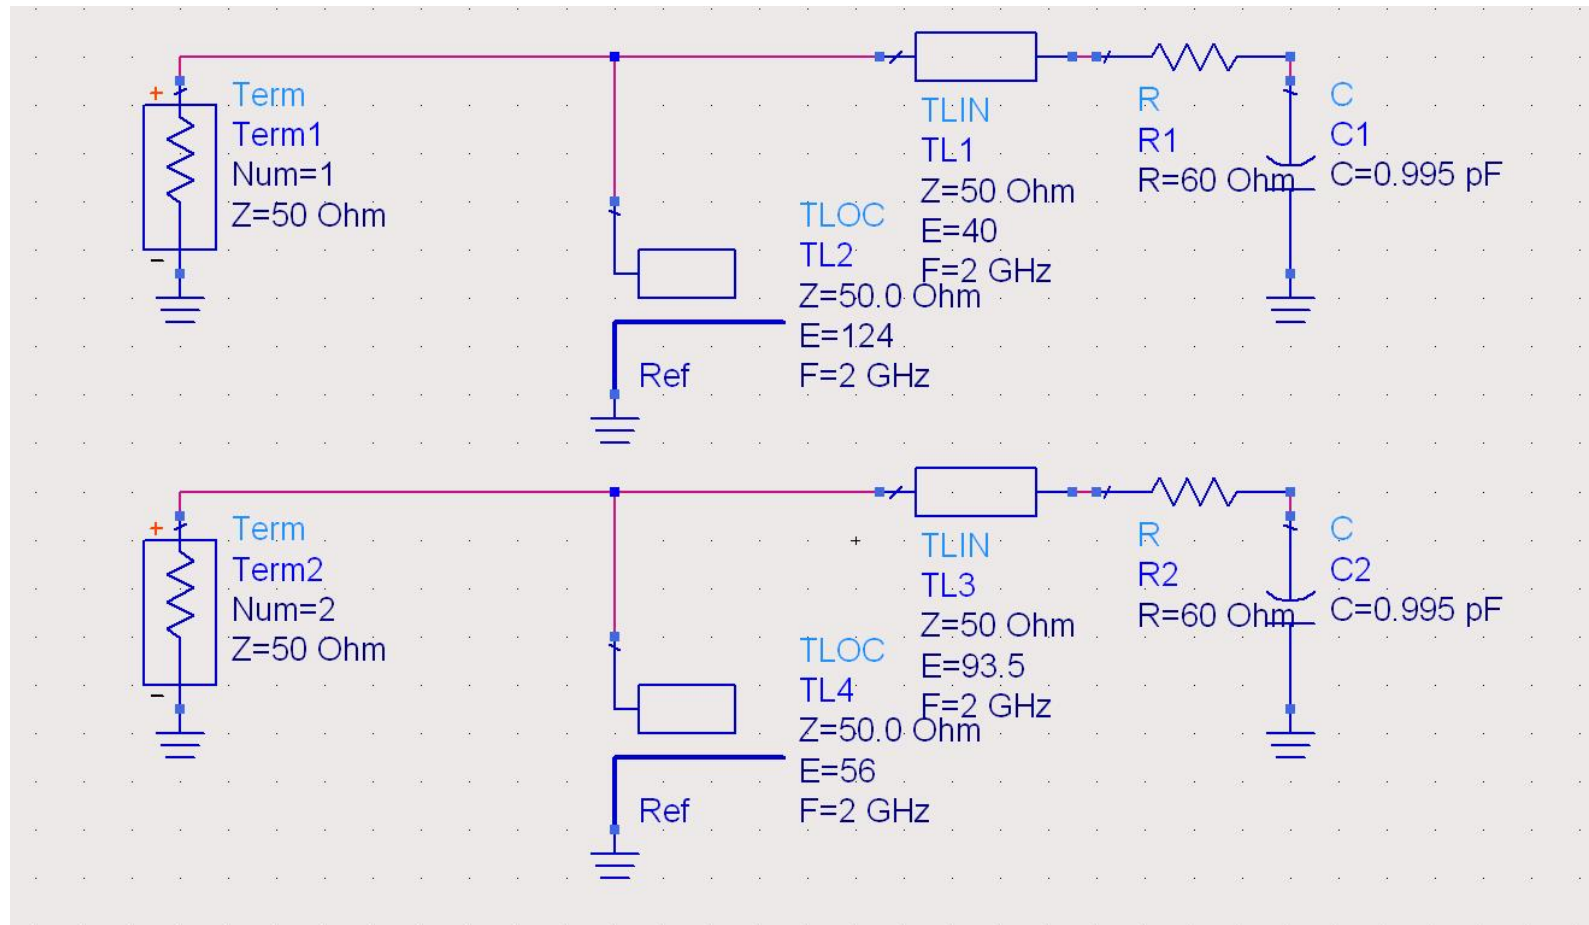 +
Term
Term1
Num=1
Z=50 Ohm
−
TLOC
TL2
Z=50.0 Ohm
E=124
F=2 GHz
Ref
TLIN
TL1
Z=50 Ohm
E=40
F=2 GHz
R
R1
R=60 Ohm
C
C1
C=0.995 pF
+
Term
Term2
Num=2
Z=50 Ohm
−
TLOC
TL4
Z=50.0 Ohm
E=56
F=2 GHz
Ref
TLIN
TL3
Z=50 Ohm
E=93.5
F=2 GHz
R
R2
R=60 Ohm
C
C2
C=0.995 pF